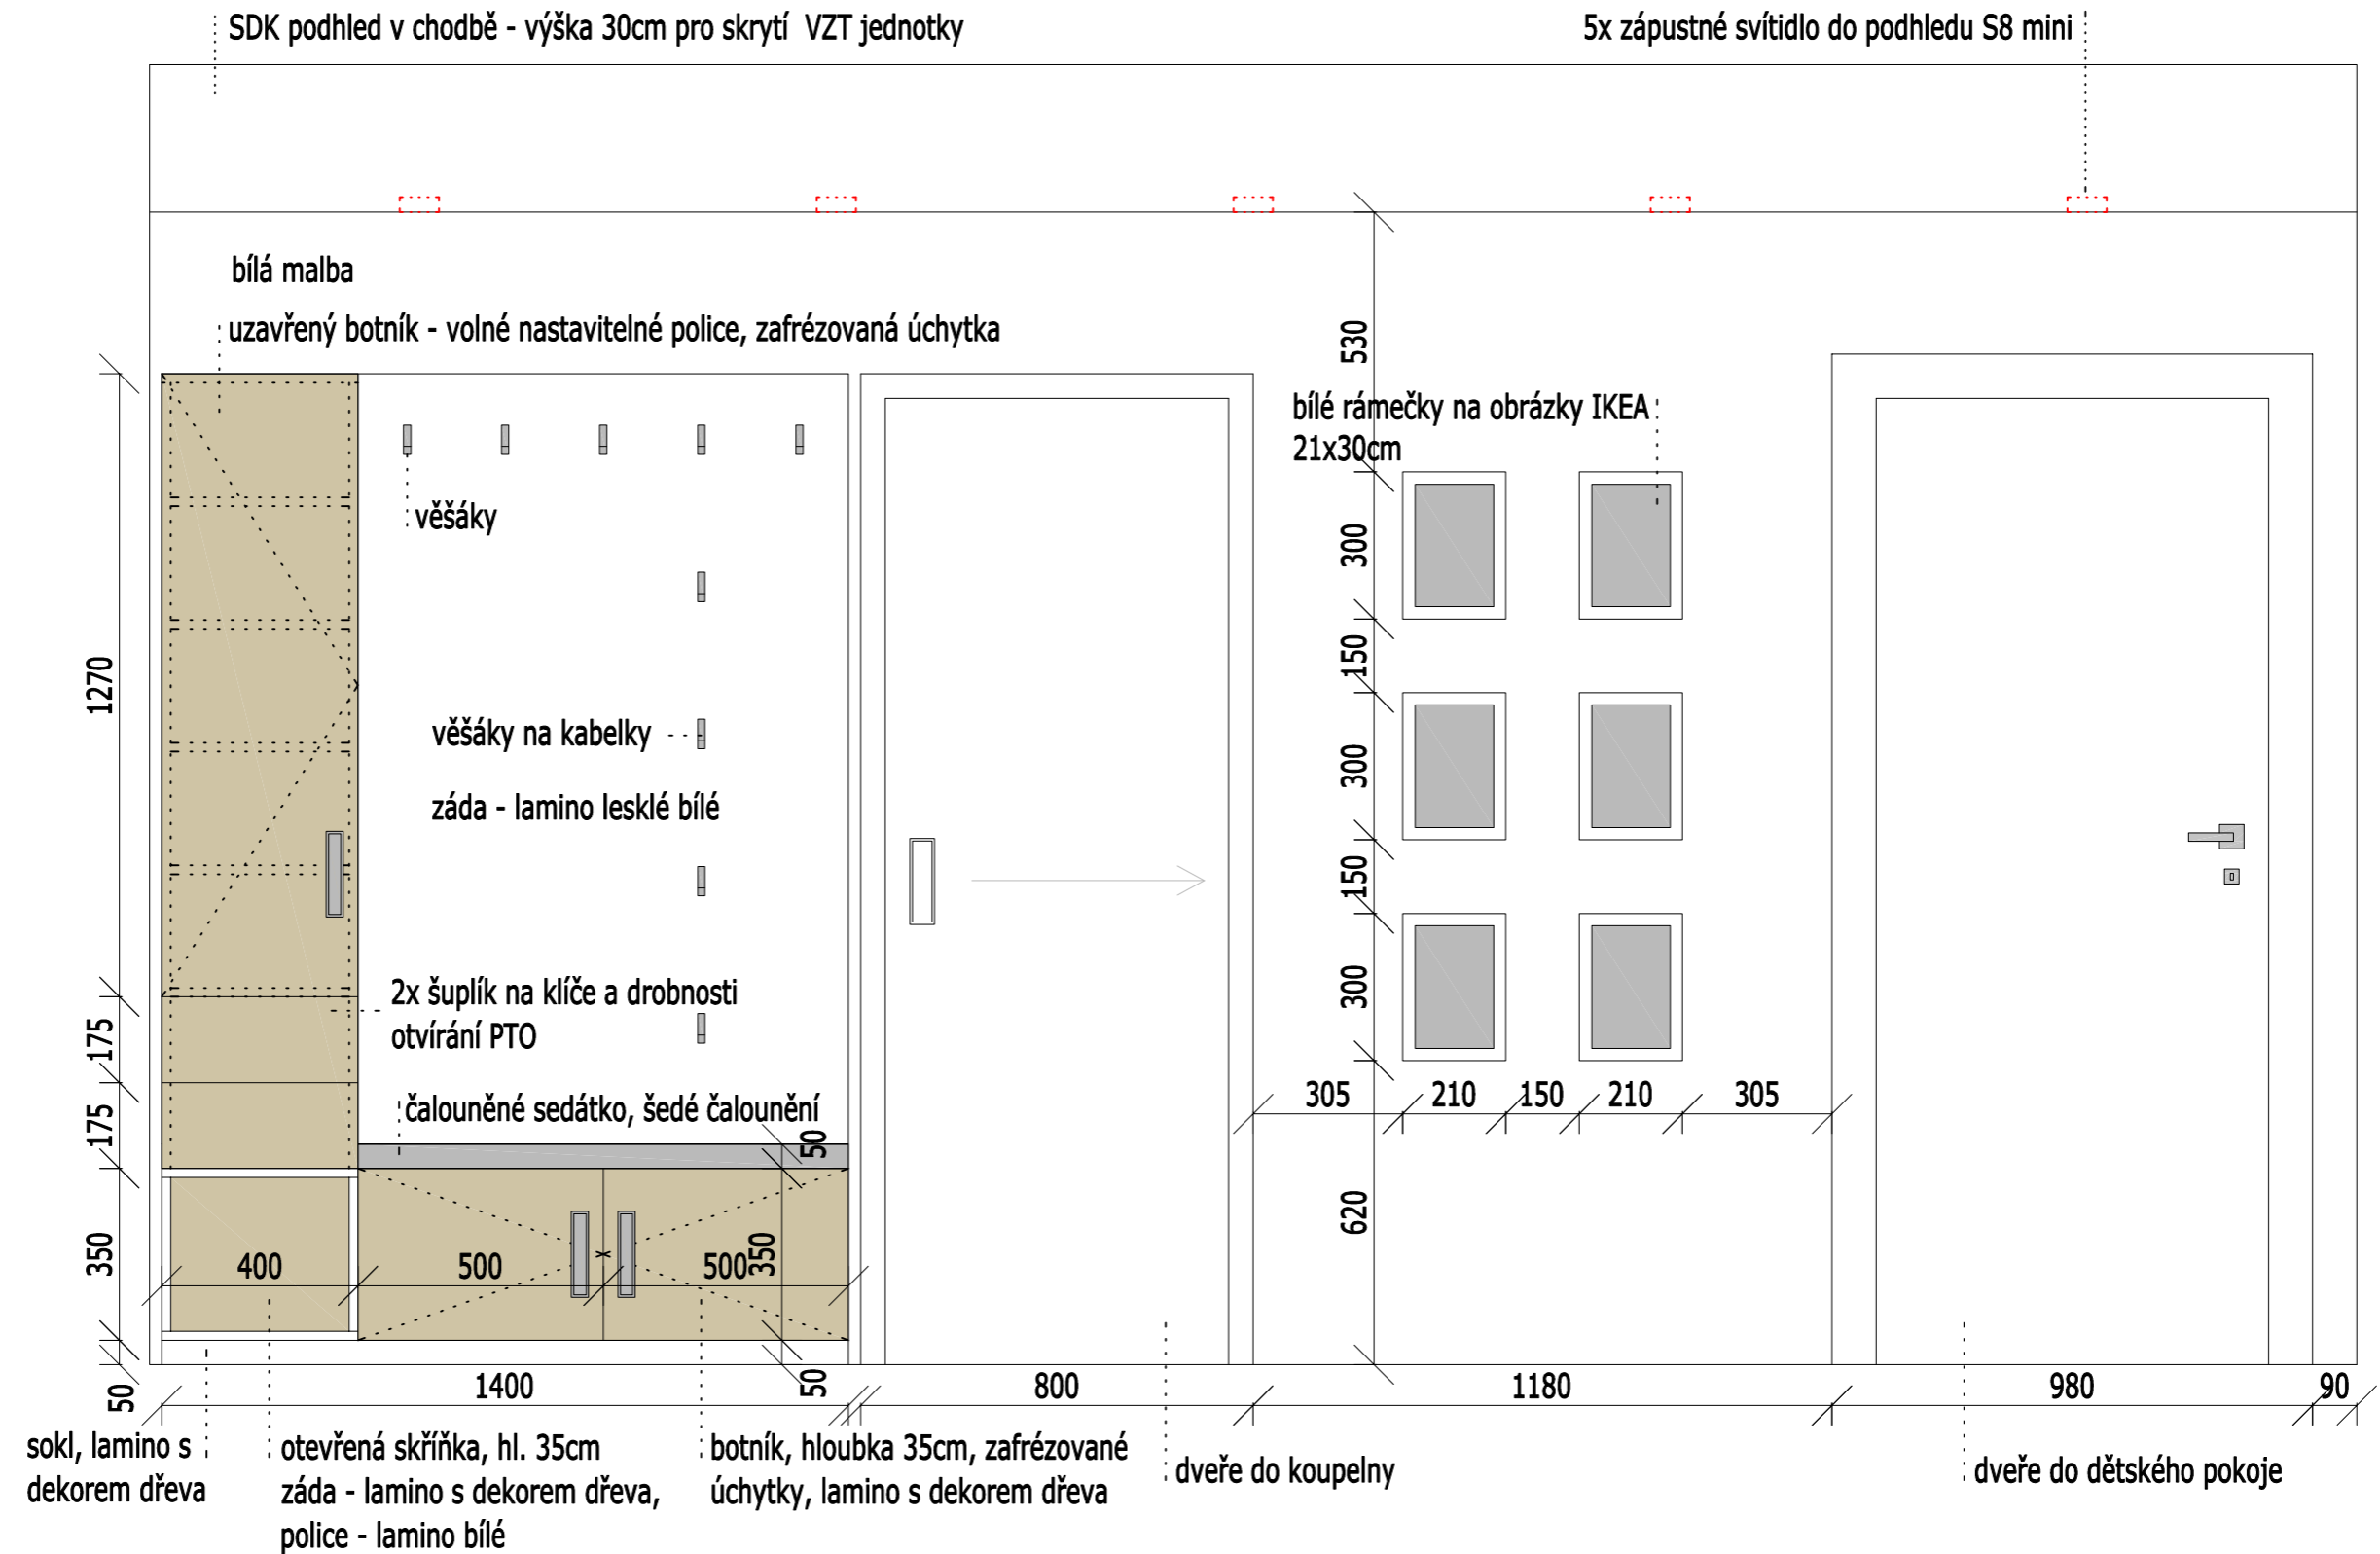 SDK podhled v chodbě - výška 30cm pro skrytí VZT jednotky
5x zápustné svítidlo do podhledu S8 mini
bílá malba
uzavřený botník - volné nastavitelné police, zafrézovaná úchytka
530
bílé rámečky na obrázky IKEA
21x30cm
věšáky
300
150
1270
věšáky na kabelky
300
záda - lamino lesklé bílé
150
2x šuplík na klíče a drobnosti
otvírání PTO
300
175
175
čalouněné sedátko, šedé čalounění
50
305
210
150
210
305
620
350
400
500
500
350
50
1400
50
800
1180
980
90
sokl, lamino s
dekorem dřeva
otevřená skříňka, hl. 35cm
záda - lamino s dekorem dřeva,
police - lamino bílé
botník, hloubka 35cm, zafrézované
úchytky, lamino s dekorem dřeva
dveře do koupelny
dveře do dětského pokoje